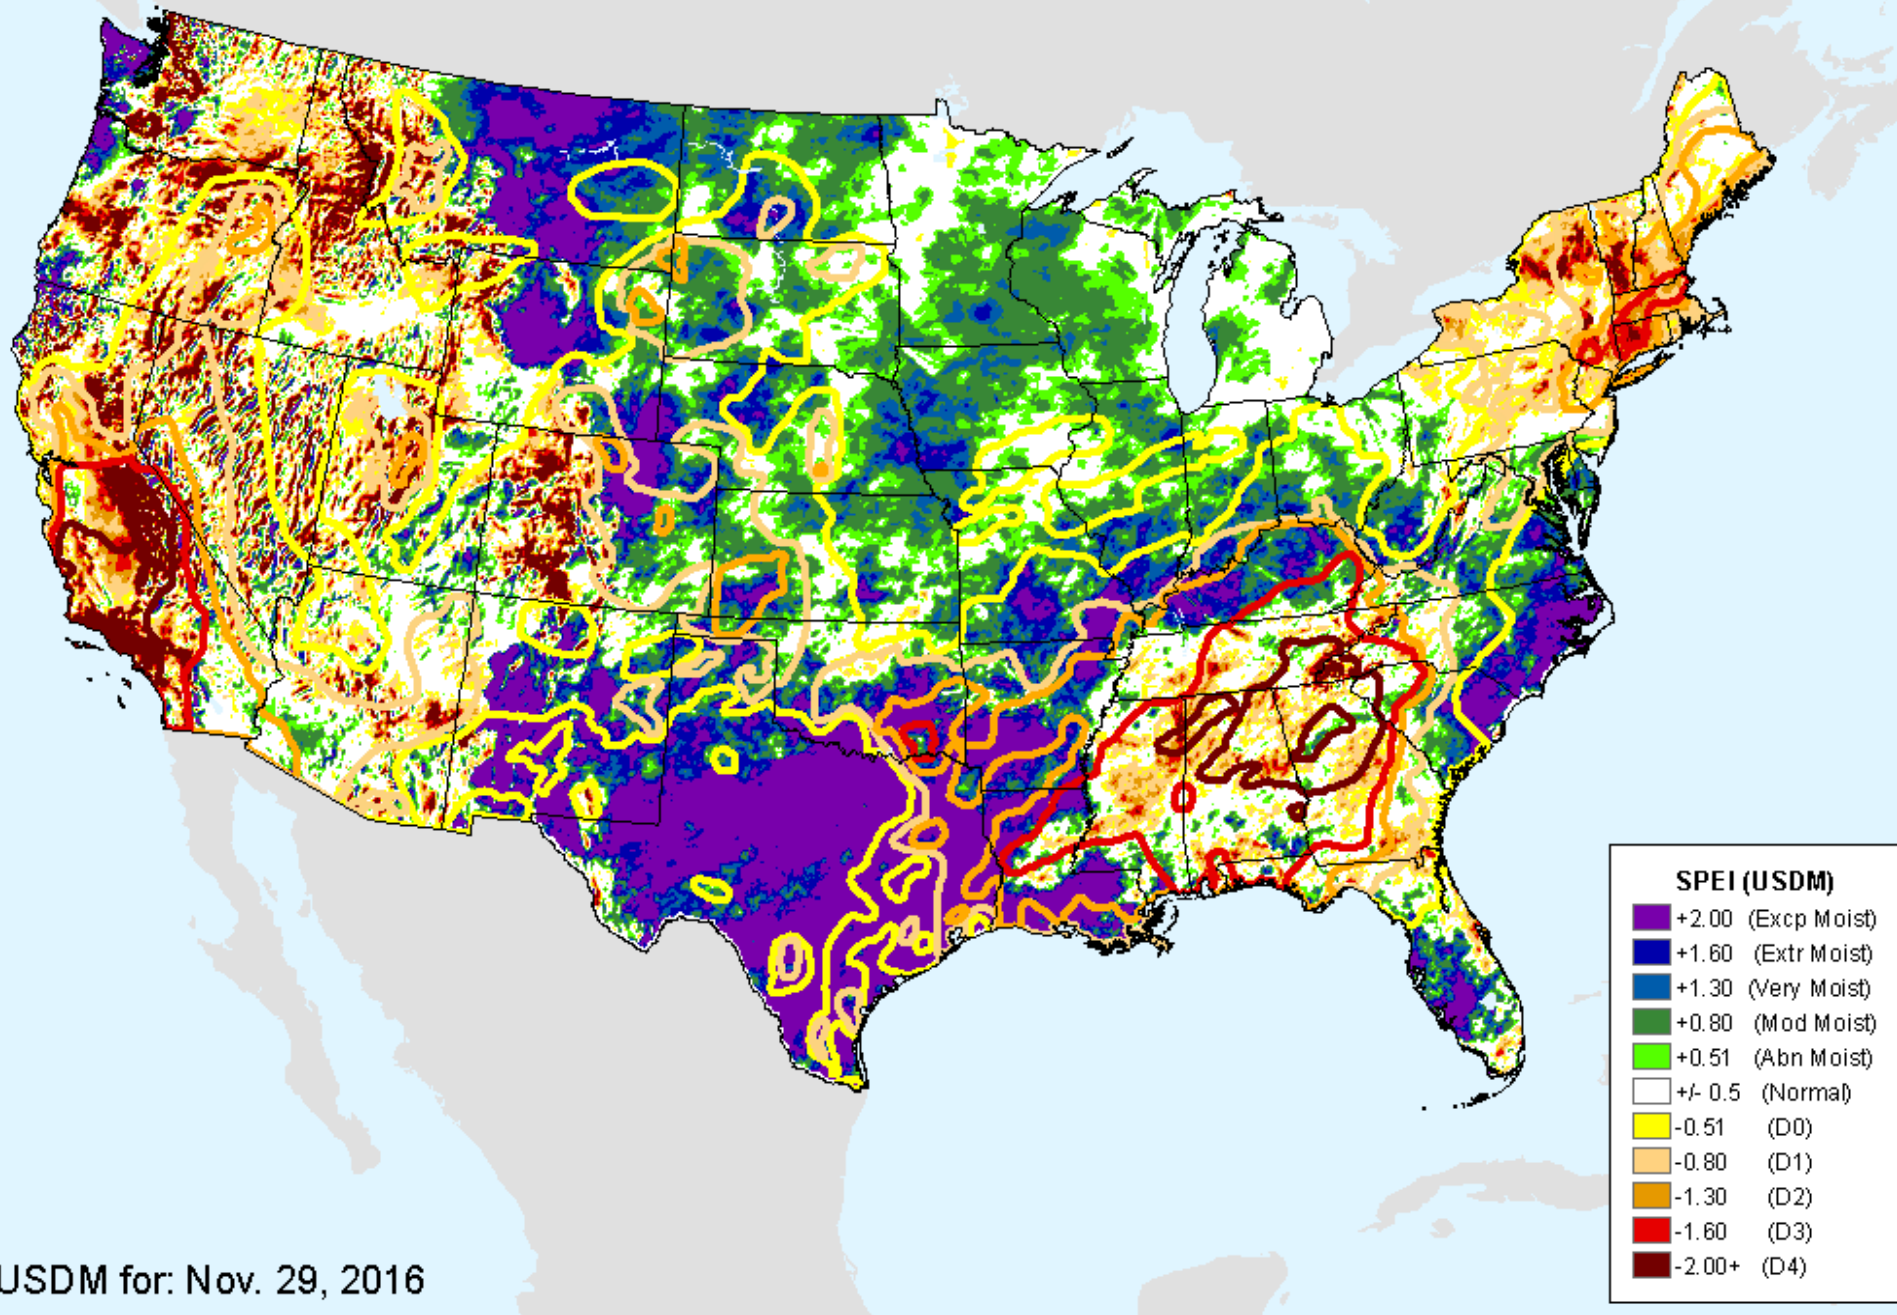 SPEI (USDM)
+2.00 (Excp Moist)
+1.60 (Extr Moist)
+1.30 (Very Moist)
+0.80 (Mod Moist)
+0.51 (Abn Moist)
+/- 0.5 (Normal)
-0.51 (D0)
-0.80 (D1)
-1.30 (D2)
-1.60 (D3)
-2.00+ (D4)
USDM for: Nov. 29, 2016